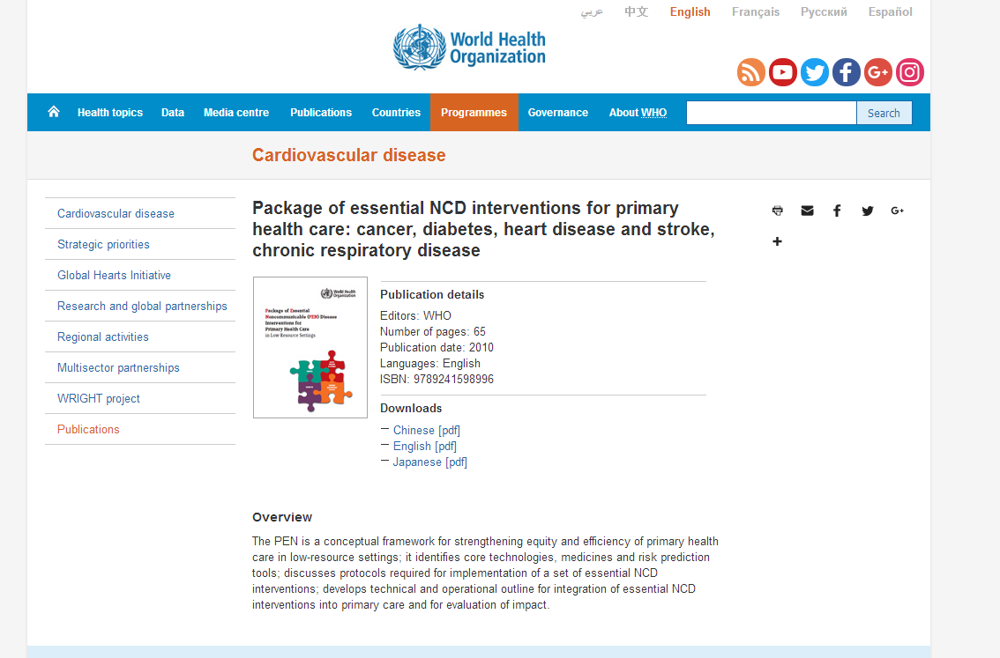 عربي 中文 English Français Русский Español
World Health
Organization
Health topics Data Media centre Publications Countries Programmes Governance About WHO Search
Cardiovascular disease
Cardiovascular disease
Strategic priorities
Global Hearts Initiative
Research and global partnerships
Regional activities
Multisector partnerships
WRIGHT project
Publications
Package of essential NCD interventions for primary
health care: cancer, diabetes, heart disease and stroke,
chronic respiratory disease
G+
World Health
Organization
Package of Essential
Noncommunicable (PEN) Disease
Interventions for
Primary Health Care
in Low-Resource Settings
Publication details
Editors: WHO
Number of pages: 65
Publication date: 2010
Languages: English
ISBN: 9789241598996
Downloads
— Chinese [pdf]
— English [pdf]
— Japanese [pdf]
Overview
The PEN is a conceptual framework for strengthening equity and efficiency of primary health
care in low-resource settings; it identifies core technologies, medicines and risk prediction
tools; discusses protocols required for implementation of a set of essential NCD
interventions; develops technical and operational outline for integration of essential NCD
interventions into primary care and for evaluation of impact.